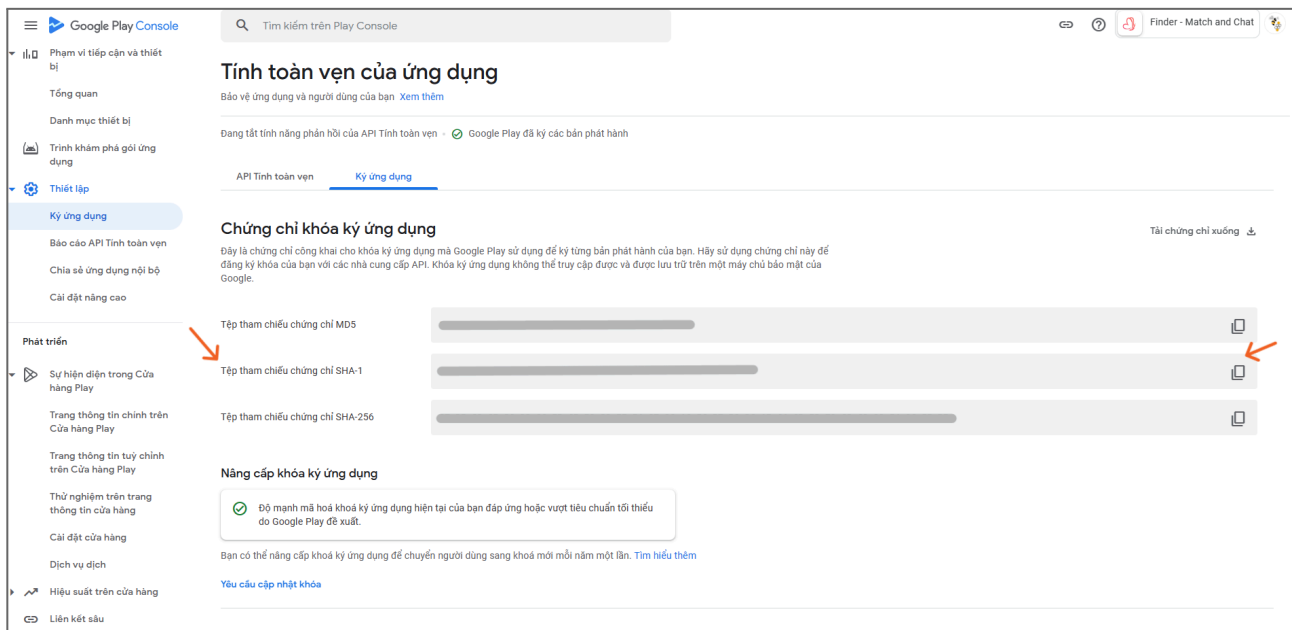 Google Play Console
Tìm kiếm trên Play Console
Finder - Match and Chat
Phạm vi tiếp cận và thiết
bị
Tổng quan
Danh mục thiết bị
Trình khám phá gói ứng
dụng
Thiết lập
Ký ứng dụng
Báo cáo API Tính toàn vẹn
Chia sẻ ứng dụng nội bộ
Cài đặt nâng cao
Phát triển
Sự hiện diện trong Cửa
hàng Play
Trang thông tin chính trên
Cửa hàng Play
Trang thông tin tuỳ chỉnh
trên Cửa hàng Play
Thử nghiệm trên trang
thông tin cửa hàng
Cài đặt cửa hàng
Dịch vụ dịch
Hiệu suất trên cửa hàng
Liên kết sâu
Tính toàn vẹn của ứng dụng
Bảo vệ ứng dụng và người dùng của bạn Xem thêm
Đang tắt tính năng phản hồi của API Tính toàn vẹn · Google Play đã ký các bản phát hành
API Tính toàn vẹn Ký ứng dụng
Chứng chỉ khóa ký ứng dụng
Tải chứng chỉ xuống
Đây là chứng chỉ công khai cho khóa ký ứng dụng mà Google Play sử dụng để ký từng bản phát hành của bạn. Hãy sử dụng chứng chỉ này để
đăng ký khóa của bạn với các nhà cung cấp API. Khóa ký ứng dụng không thể truy cập được và được lưu trữ trên một máy chủ bảo mật của
Google.
Tệp tham chiếu chứng chỉ MD5
Tệp tham chiếu chứng chỉ SHA-1
Tệp tham chiếu chứng chỉ SHA-256
Nâng cấp khóa ký ứng dụng
Độ mạnh mã hoá khoá ký ứng dụng hiện tại của bạn đáp ứng hoặc vượt tiêu chuẩn tối thiểu
do Google Play đề xuất.
Bạn có thể nâng cấp khoá ký ứng dụng để chuyển người dùng sang khoá mới mỗi năm một lần. Tìm hiểu thêm
Yêu cầu cập nhật khóa